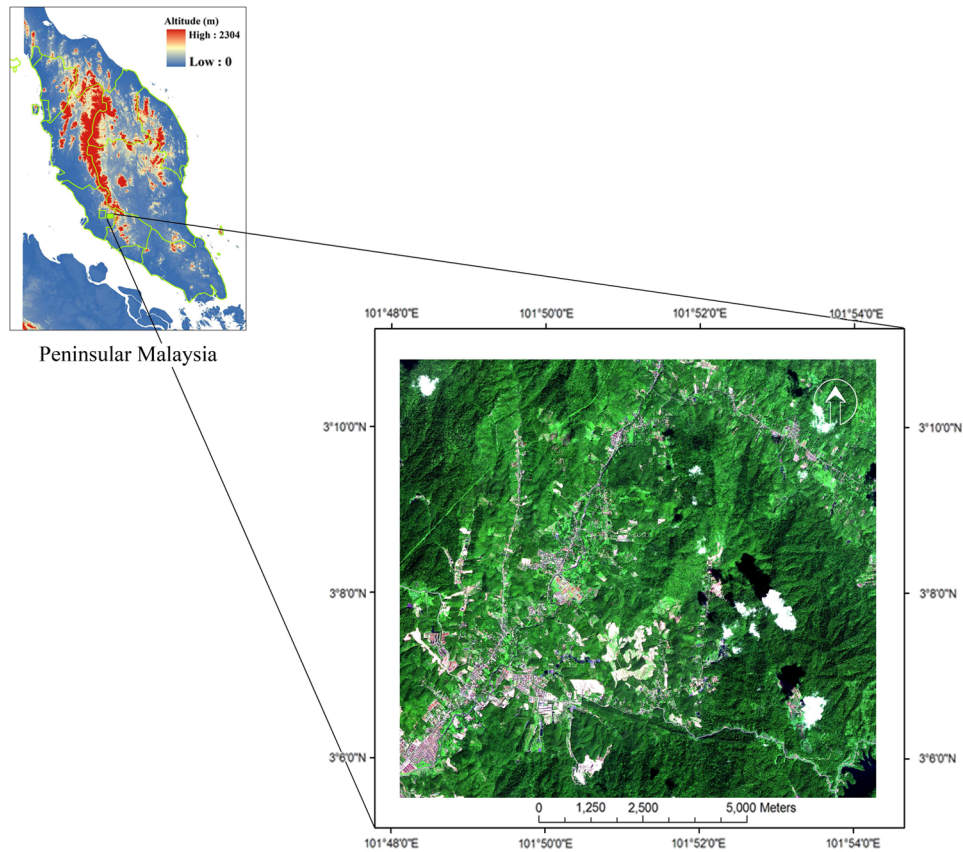 Altitude (m)
High : 2304
Low : 0
Peninsular Malaysia
101°48'0"E 101°50'0"E 101°52'0"E 101°54'0"E
3°10'0"N 3°10'0"N
3°8'0"N 3°8'0"N
3°6'0"N 3°6'0"N
0 1,250 2,500 5,000 Meters
101°48'0"E 101°50'0"E 101°52'0"E 101°54'0"E